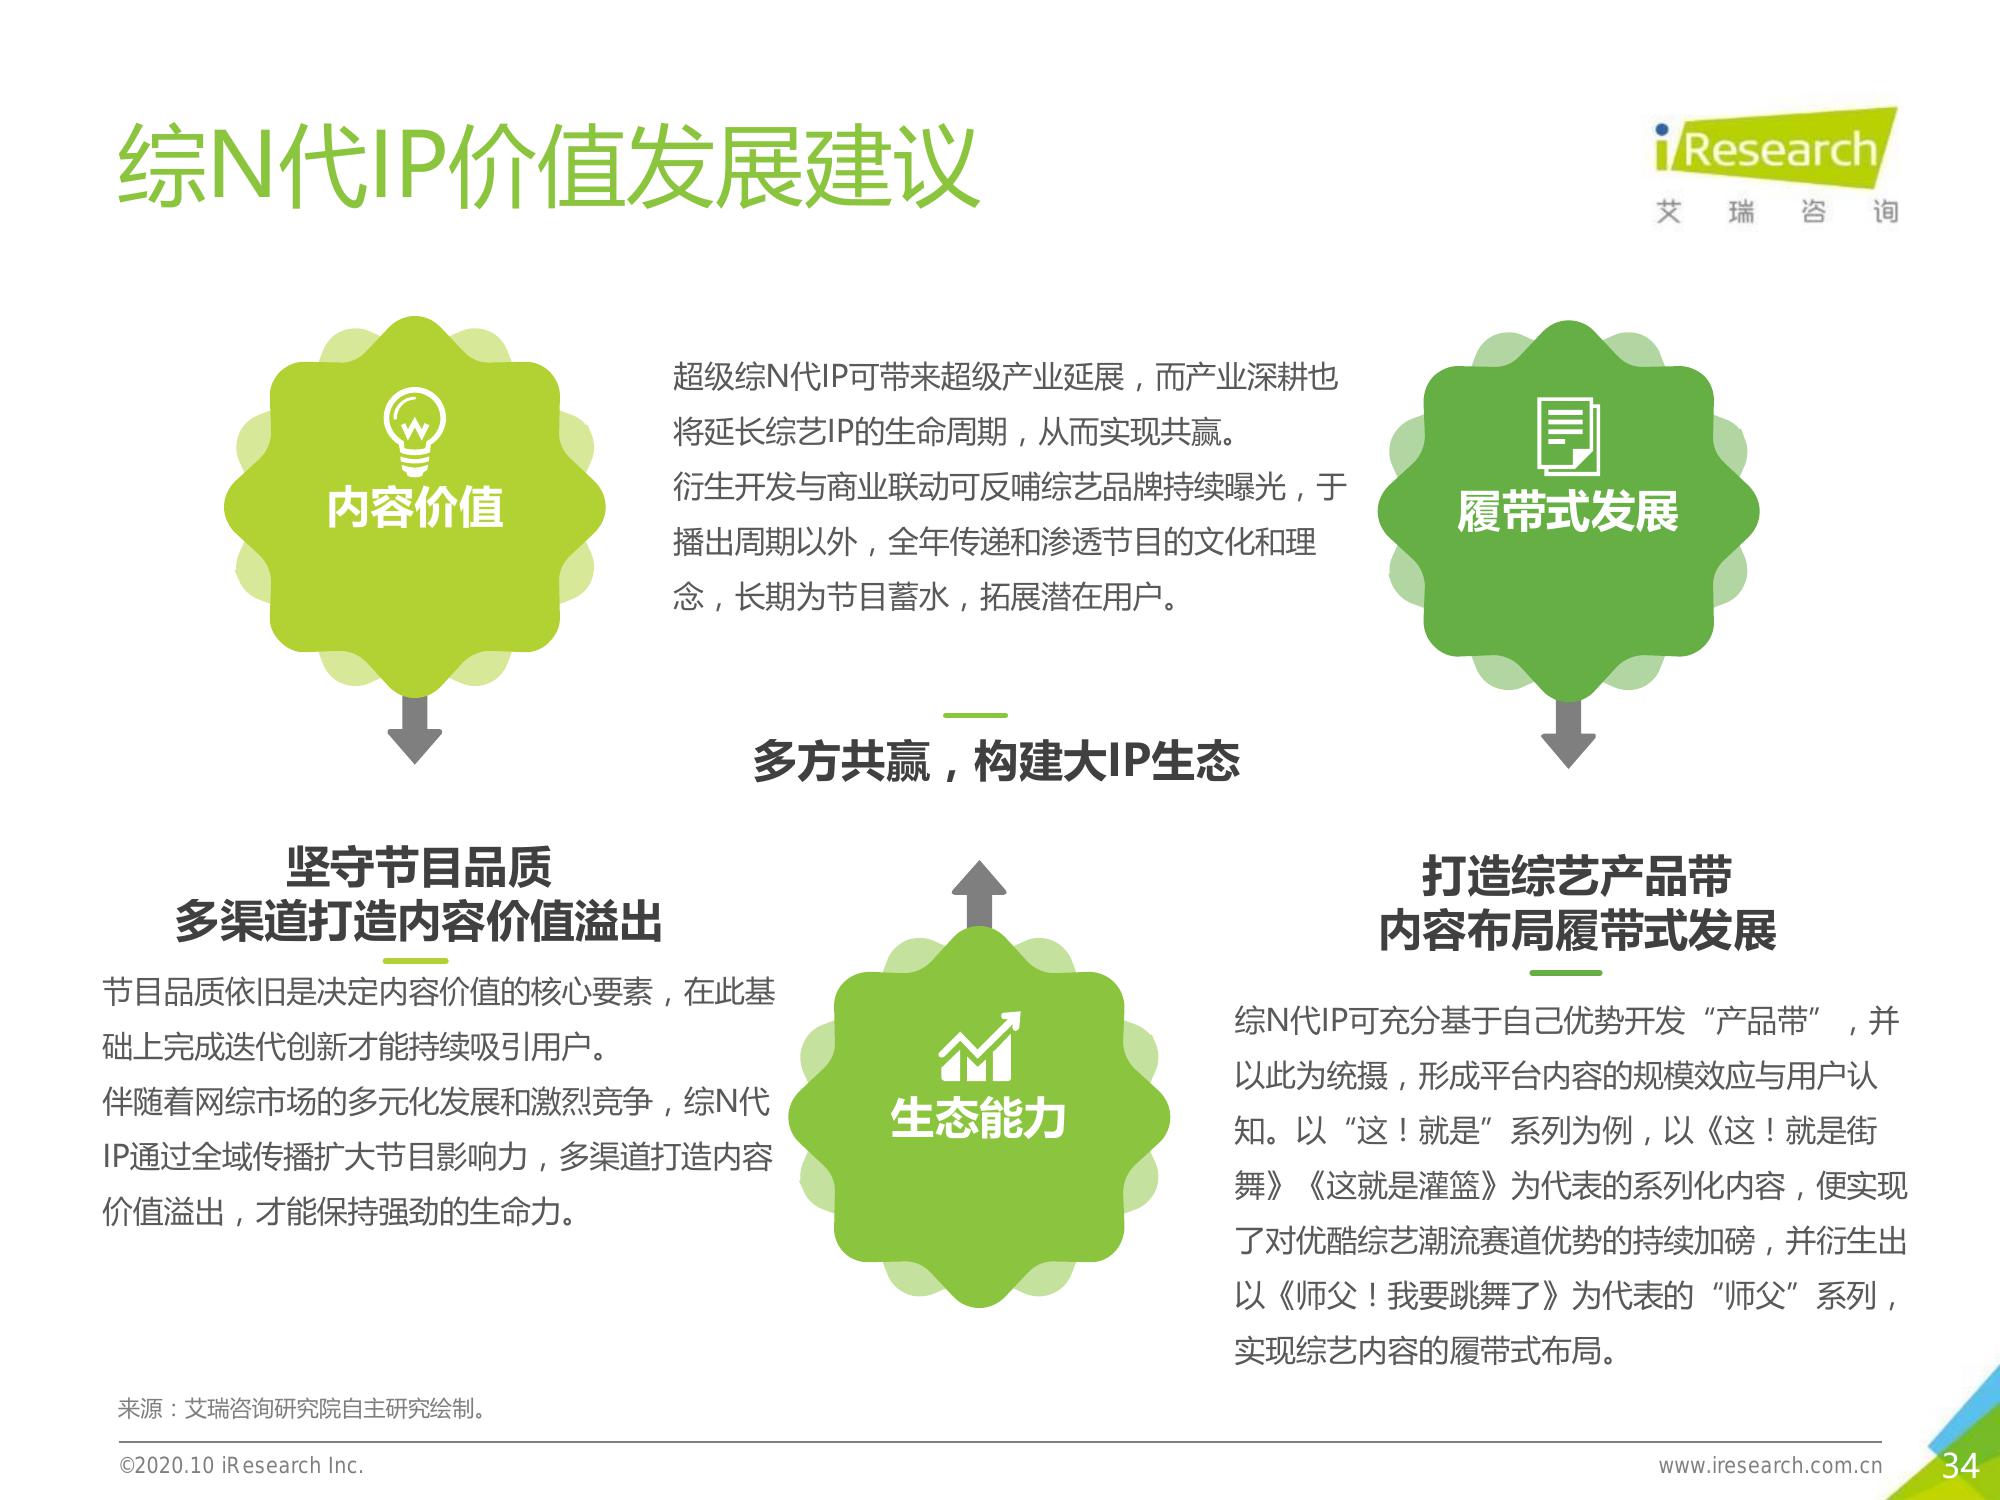 综N代IP价值发展建议
iResearch
艾瑞咨询
内容价值
坚守节目品质
多渠道打造内容价值溢出
节目品质依旧是决定内容价值的核心要素，在此基
础上完成迭代创新才能持续吸引用户。
伴随着网综市场的多元化发展和激烈竞争，综N代
IP通过全域传播扩大节目影响力，多渠道打造内容
价值溢出，才能保持强劲的生命力。
超级综N代IP可带来超级产业延展，而产业深耕也
将延长综艺IP的生命周期，从而实现共赢。
衍生开发与商业联动可反哺综艺品牌持续曝光，于
播出周期以外，全年传递和渗透节目的文化和理
念，长期为节目蓄水，拓展潜在用户。
多方共赢，构建大IP生态
生态能力
履带式发展
打造综艺产品带
内容布局履带式发展
综N代IP可充分基于自己优势开发“产品带”，并
以此为统摄，形成平台内容的规模效应与用户认
知。以“这！就是”系列为例，以《这！就是街
舞》《这就是灌篮》为代表的系列化内容，便实现
了对优酷综艺潮流赛道优势的持续加磅，并衍生出
以《师父！我要跳舞了》为代表的“师父”系列，
实现综艺内容的履带式布局。
来源：艾瑞咨询研究院自主研究绘制。
©2020.10 iResearch Inc.
www.iresearch.com.cn
34